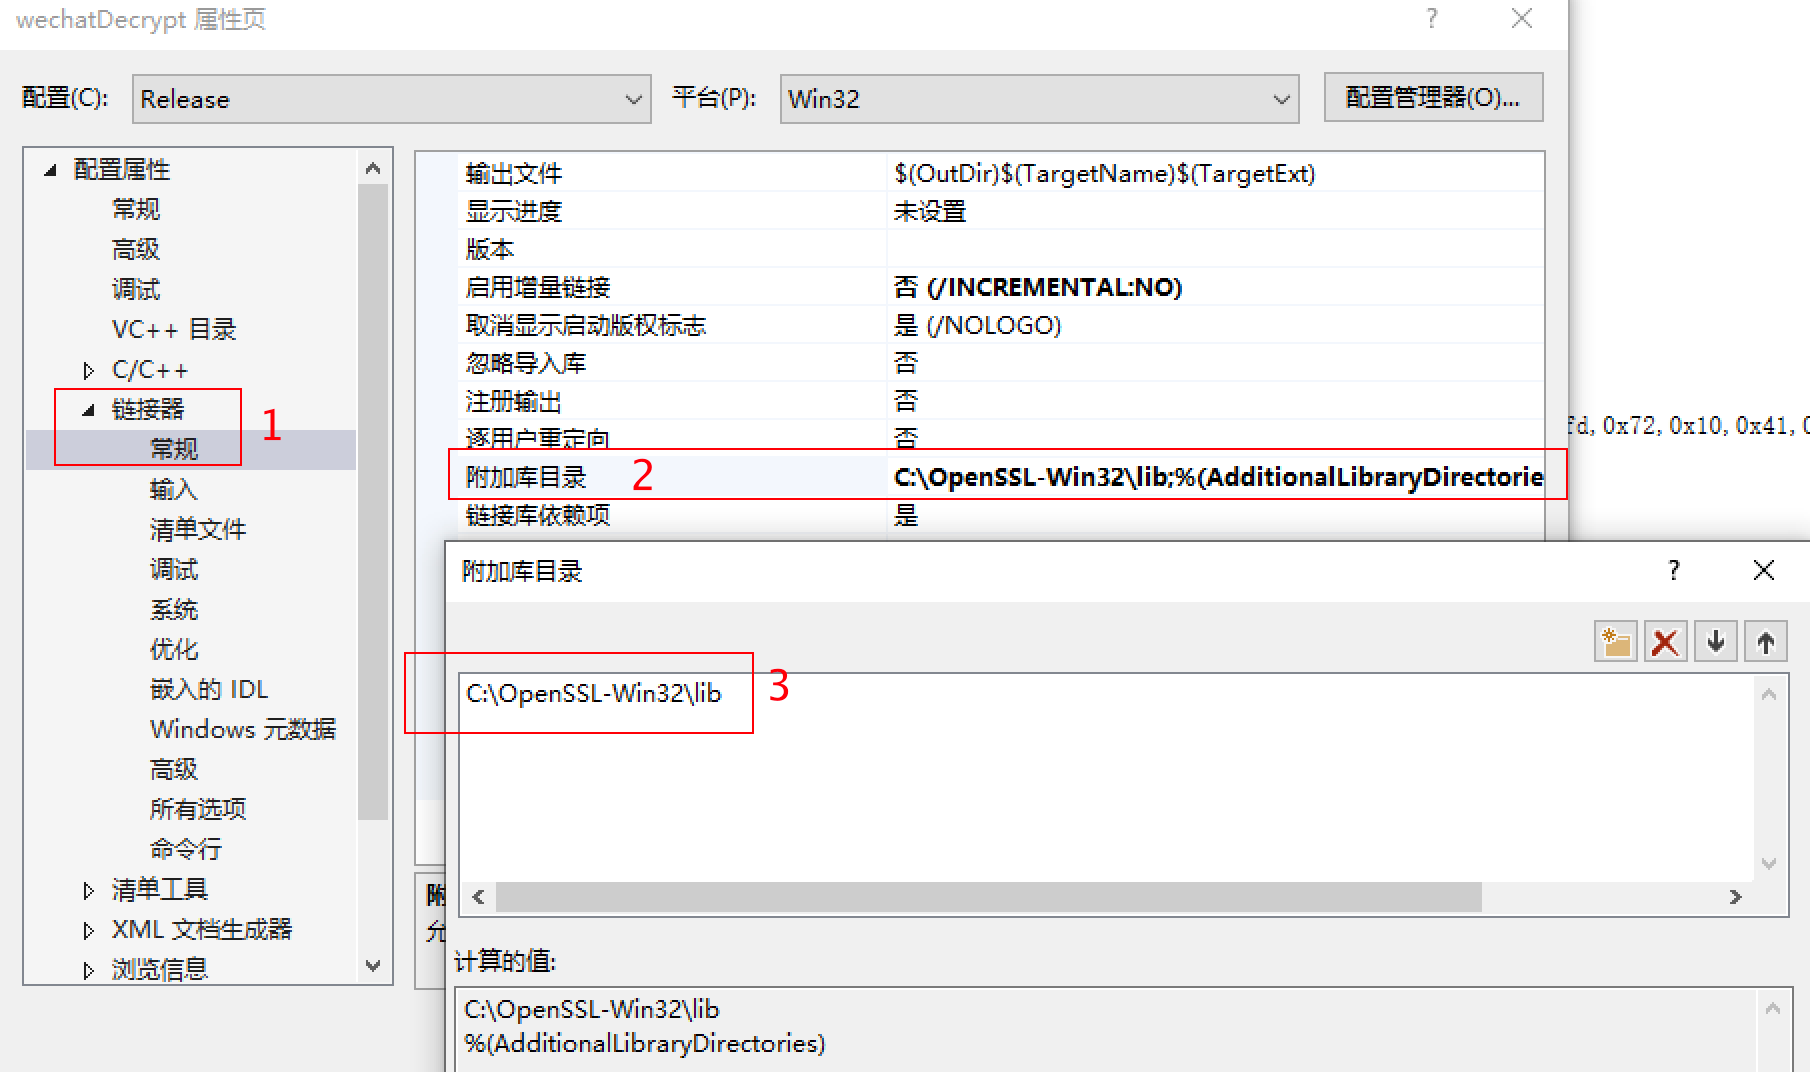 wechatDecrypt 属性页
配置(C):
Release
平台(P):
Win32
配置管理器(O)...
配置属性
常规
高级
调试
VC++ 目录
C/C++
链接器
常规
输入
清单文件
调试
系统
优化
嵌入的 IDL
Windows 元数据
高级
所有选项
命令行
清单工具
XML 文档生成器
浏览信息
1
输出文件 $(OutDir)$(TargetName)$(TargetExt)
显示进度 未设置
版本
启用增量链接 否 (/INCREMENTAL:NO)
取消显示启动版权标志 是 (/NOLOGO)
忽略导入库 否
注册输出 否
逐用户重定向 否
附加库目录 2 C:\OpenSSL-Win32\lib;%(AdditionalLibraryDirectorie
链接库依赖项 是
fd, 0x72, 0x10, 0x41, 0
附
允
附加库目录
C:\OpenSSL-Win32\lib
3
计算的值:
C:\OpenSSL-Win32\lib
%(AdditionalLibraryDirectories)